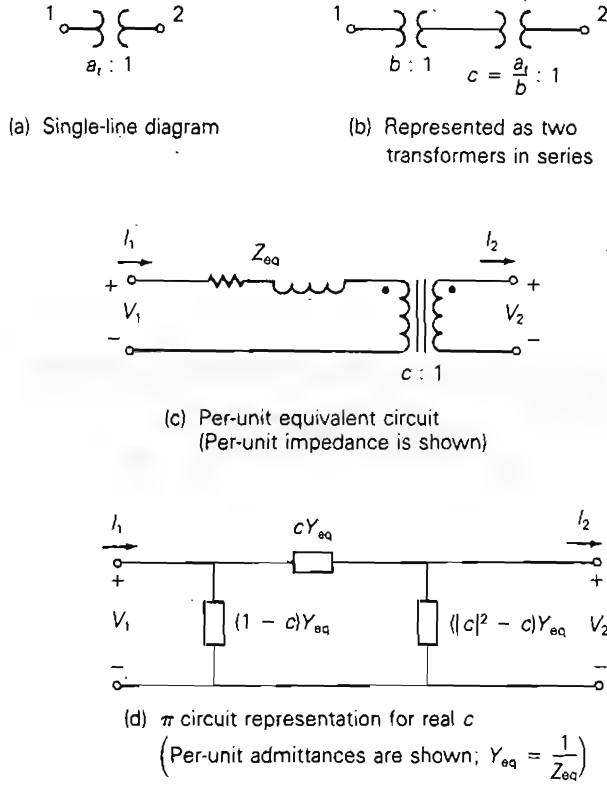 1 2
a_t : 1
(a) Single-line diagram
1 2
b : 1
c = a_t/b : 1
(b) Represented as two
transformers in series
I_1 Z_eq I_2
+ +
V_1 V_2
− −
c : 1
(c) Per-unit equivalent circuit
(Per-unit impedance is shown)
I_1 cY_eq I_2
+ +
V_1 (1 − c)Y_eq (|c|² − c)Y_eq V_2
− −
(d) π circuit representation for real c
(Per-unit admittances are shown; Y_eq = 1/Z_eq)